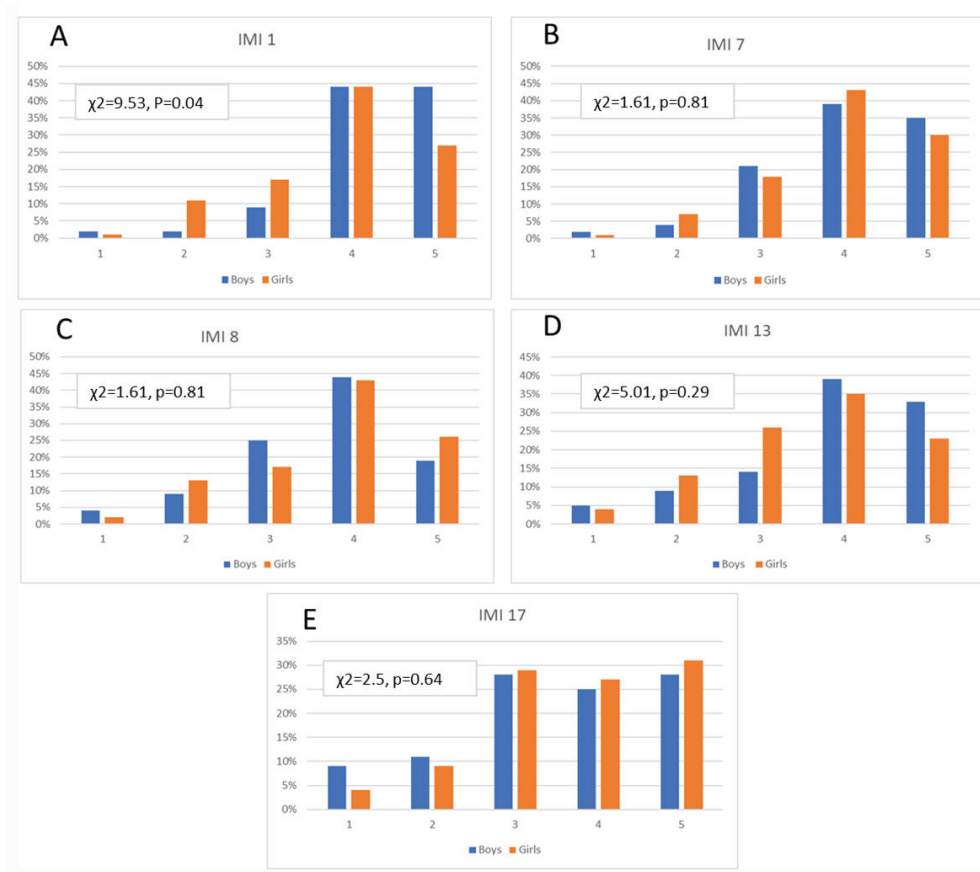 A
IMI 1
50%
45%
40%
35%
30%
25%
20%
15%
10%
5%
0%
χ2=9.53, P=0.04
1 2 3 4 5
Boys Girls
B
IMI 7
50%
45%
40%
35%
30%
25%
20%
15%
10%
5%
0%
χ2=1.61, p=0.81
1 2 3 4 5
Boys Girls
C
IMI 8
50%
45%
40%
35%
30%
25%
20%
15%
10%
5%
0%
χ2=1.61, p=0.81
1 2 3 4 5
Boys Girls
D
IMI 13
45%
40%
35%
30%
25%
20%
15%
10%
5%
0%
χ2=5.01, p=0.29
1 2 3 4 5
Boys Girls
E
IMI 17
35%
30%
25%
20%
15%
10%
5%
0%
χ2=2.5, p=0.64
1 2 3 4 5
Boys Girls